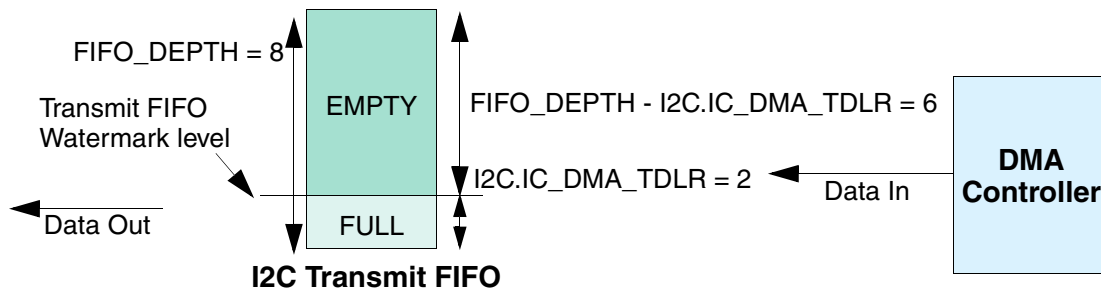 FIFO_DEPTH = 8
EMPTY
FIFO_DEPTH - I2C.IC_DMA_TDLR = 6
Transmit FIFO
Watermark level
I2C.IC_DMA_TDLR = 2
DMA
Controller
Data In
Data Out
FULL
I2C Transmit FIFO